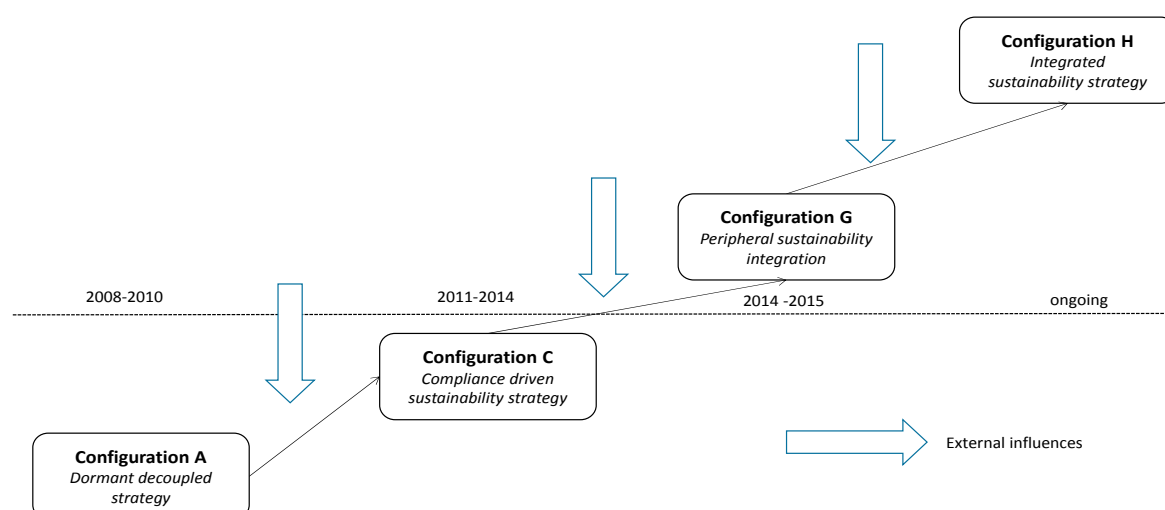 Configuration H
Integrated
sustainability strategy
Configuration G
Peripheral sustainability
integration
2008-2010
2011-2014
2014 -2015
ongoing
Configuration C
Compliance driven
sustainability strategy
Configuration A
Dormant decoupled
strategy
External influences